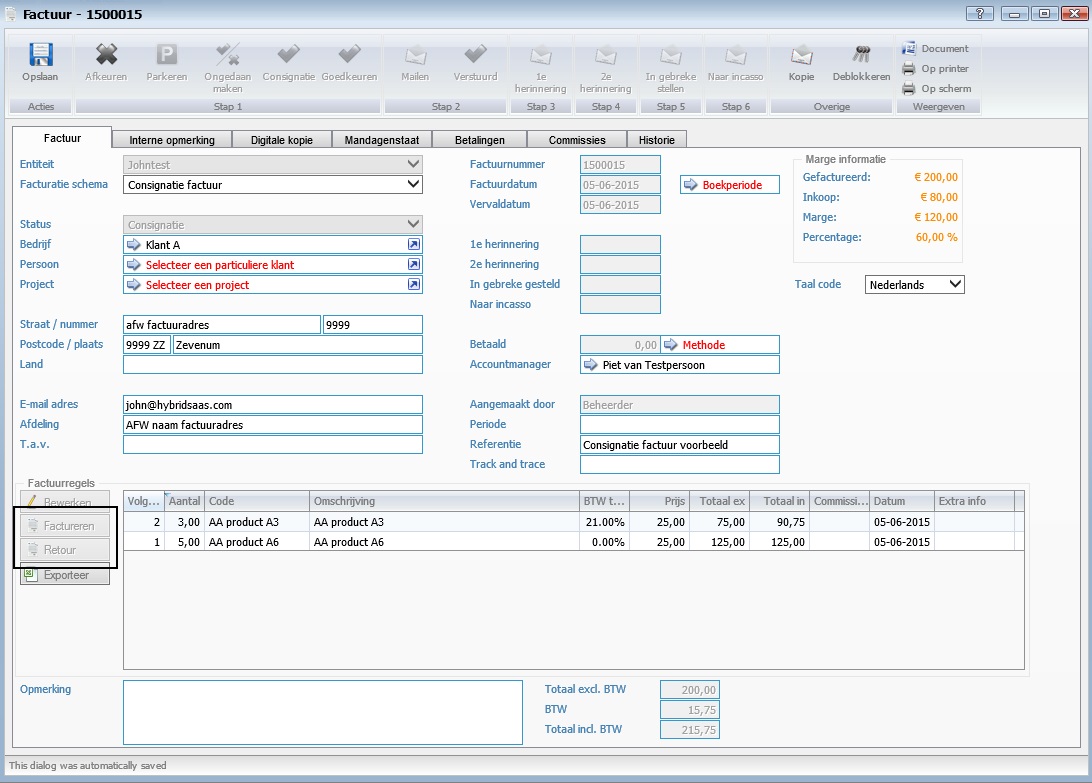 Factuur - 1500015
?
Opslaan
Afkeuren
Parkeren
Ongedaan maken
Consignatie
Goedkeuren
Mailen
Verstuurd
1e herinnering
2e herinnering
In gebreke stellen
Naar incasso
Kopie
Deblokkeren
Document
Op printer
Op scherm
Acties
Stap 1
Stap 2
Stap 3
Stap 4
Stap 5
Stap 6
Overige
Weergeven
Factuur
Interne opmerking
Digitale kopie
Mandagenstaat
Betalingen
Commissies
Historie
Entiteit Johntest
Facturatie schema Consignatie factuur
Status Consignatie
Bedrijf Klant A
Persoon Selecteer een particuliere klant
Project Selecteer een project
Straat / nummer afw factuuradres 9999
Postcode / plaats 9999 ZZ Zevenum
Land
E-mail adres john@hybridsaas.com
Afdeling AFW naam factuuradres
T.a.v.
Factuurnummer 1500015
Factuurdatum 05-06-2015 Boekperiode
Vervaldatum 05-06-2015
1e herinnering
2e herinnering
In gebreke gesteld
Naar incasso
Betaald 0,00 Methode
Accountmanager Piet van Testpersoon
Aangemaakt door Beheerder
Periode
Referentie Consignatie factuur voorbeeld
Track and trace
Marge informatie
Gefactureerd: € 200,00
Inkoop: € 80,00
Marge: € 120,00
Percentage: 60,00 %
Taal code Nederlands
Factuurregels
Bewerken
Factureren
Retour
Exporteer
Volg... Aantal Code Omschrijving BTW t... Prijs Totaal ex Totaal in Commissi... Datum Extra info
2 3,00 AA product A3 AA product A3 21.00% 25,00 75,00 90,75 05-06-2015
1 5,00 AA product A6 AA product A6 0.00% 25,00 125,00 125,00 05-06-2015
Opmerking
Totaal excl. BTW 200,00
BTW 15,75
Totaal incl. BTW 215,75
This dialog was automatically saved